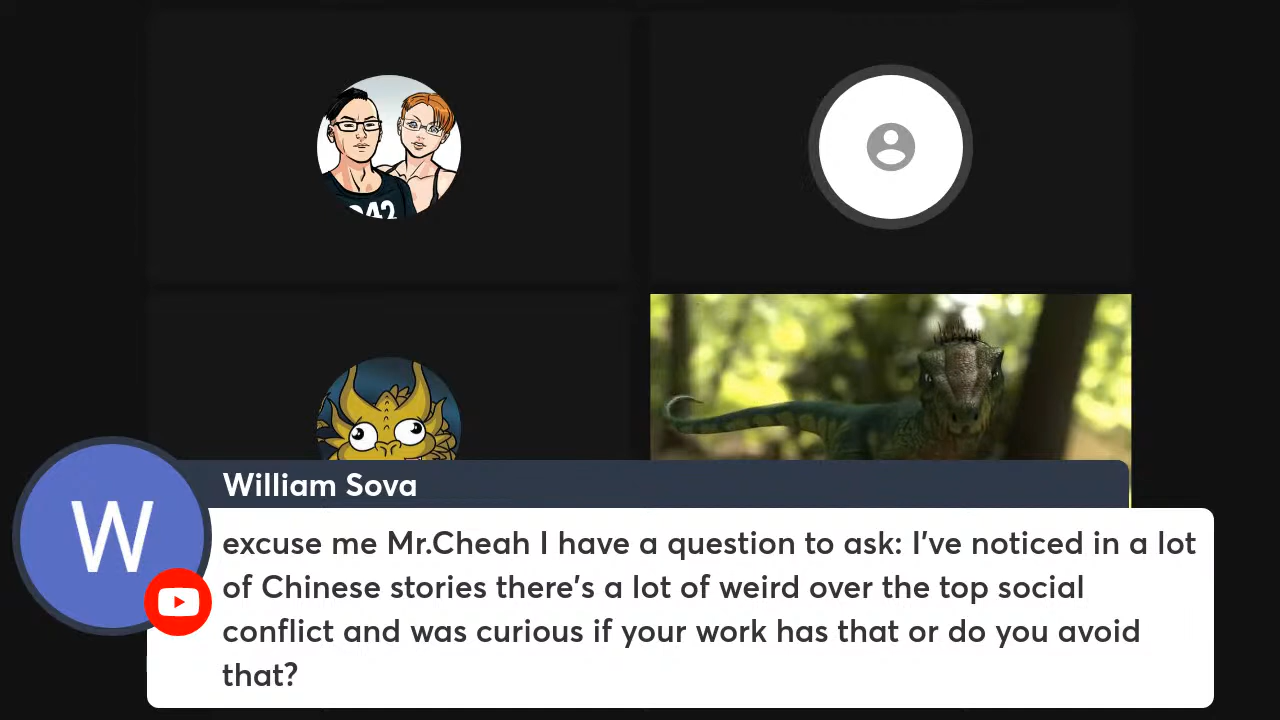 942
William Sova
W
excuse me Mr.Cheah I have a question to ask: I've noticed in a lot
of Chinese stories there's a lot of weird over the top social
conflict and was curious if your work has that or do you avoid
that?